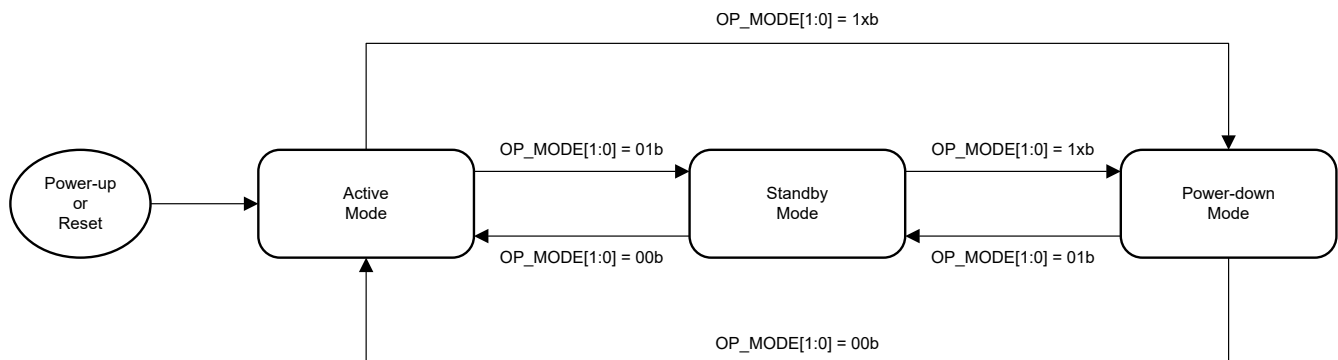 OP_MODE[1:0] = 1xb
OP_MODE[1:0] = 01b
OP_MODE[1:0] = 1xb
Power-up
or
Reset
Active
Mode
Standby
Mode
Power-down
Mode
OP_MODE[1:0] = 00b
OP_MODE[1:0] = 01b
OP_MODE[1:0] = 00b